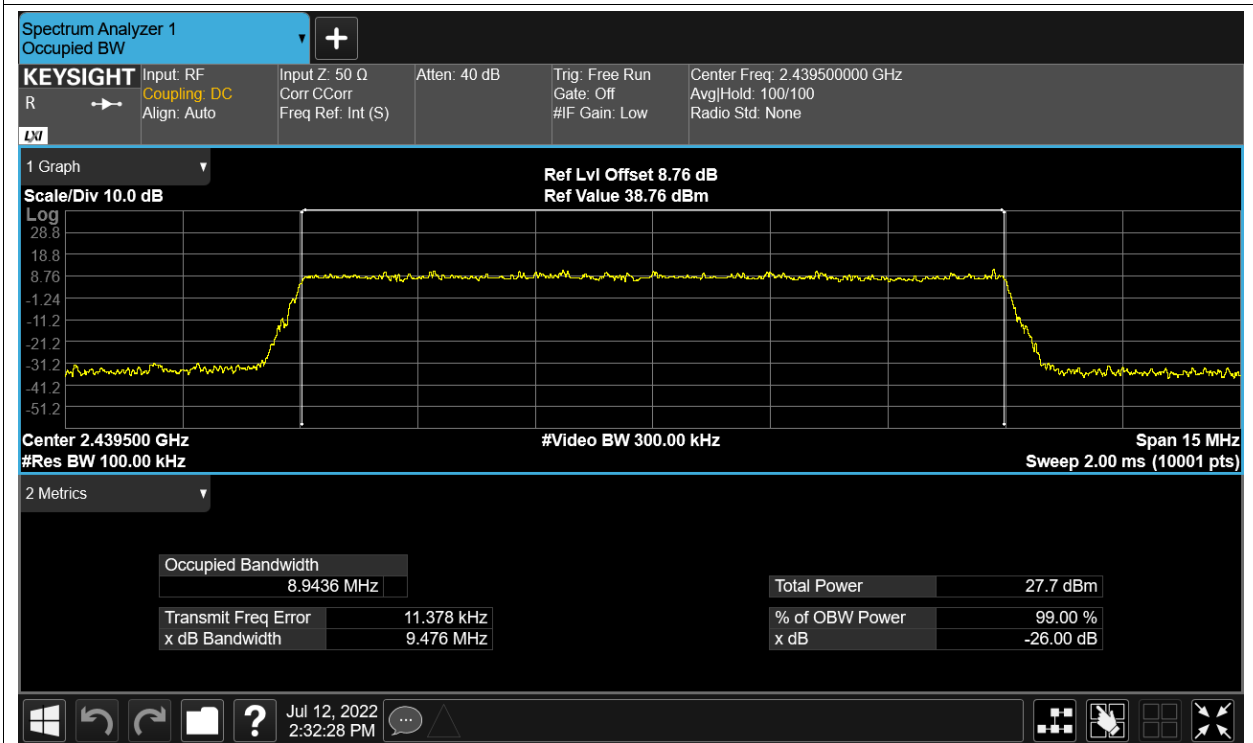 Spectrum Analyzer 1
Occupied BW
KEYSIGHT Input: RF Input Z: 50 Ω Atten: 40 dB Trig: Free Run Center Freq: 2.439500000 GHz
R Coupling: DC Corr CCorr Gate: Off Avg|Hold: 100/100
Align: Auto Freq Ref: Int (S) #IF Gain: Low Radio Std: None
LXI
1 Graph
Ref Lvl Offset 8.76 dB
Scale/Div 10.0 dB Ref Value 38.76 dBm
Log
28.8
18.8
8.76
-1.24
-11.2
-21.2
-31.2
-41.2
-51.2
Center 2.439500 GHz #Video BW 300.00 kHz Span 15 MHz
#Res BW 100.00 kHz Sweep 2.00 ms (10001 pts)
2 Metrics
Occupied Bandwidth
8.9436 MHz Total Power 27.7 dBm
Transmit Freq Error 11.378 kHz % of OBW Power 99.00 %
x dB Bandwidth 9.476 MHz x dB -26.00 dB
Jul 12, 2022
2:32:28 PM